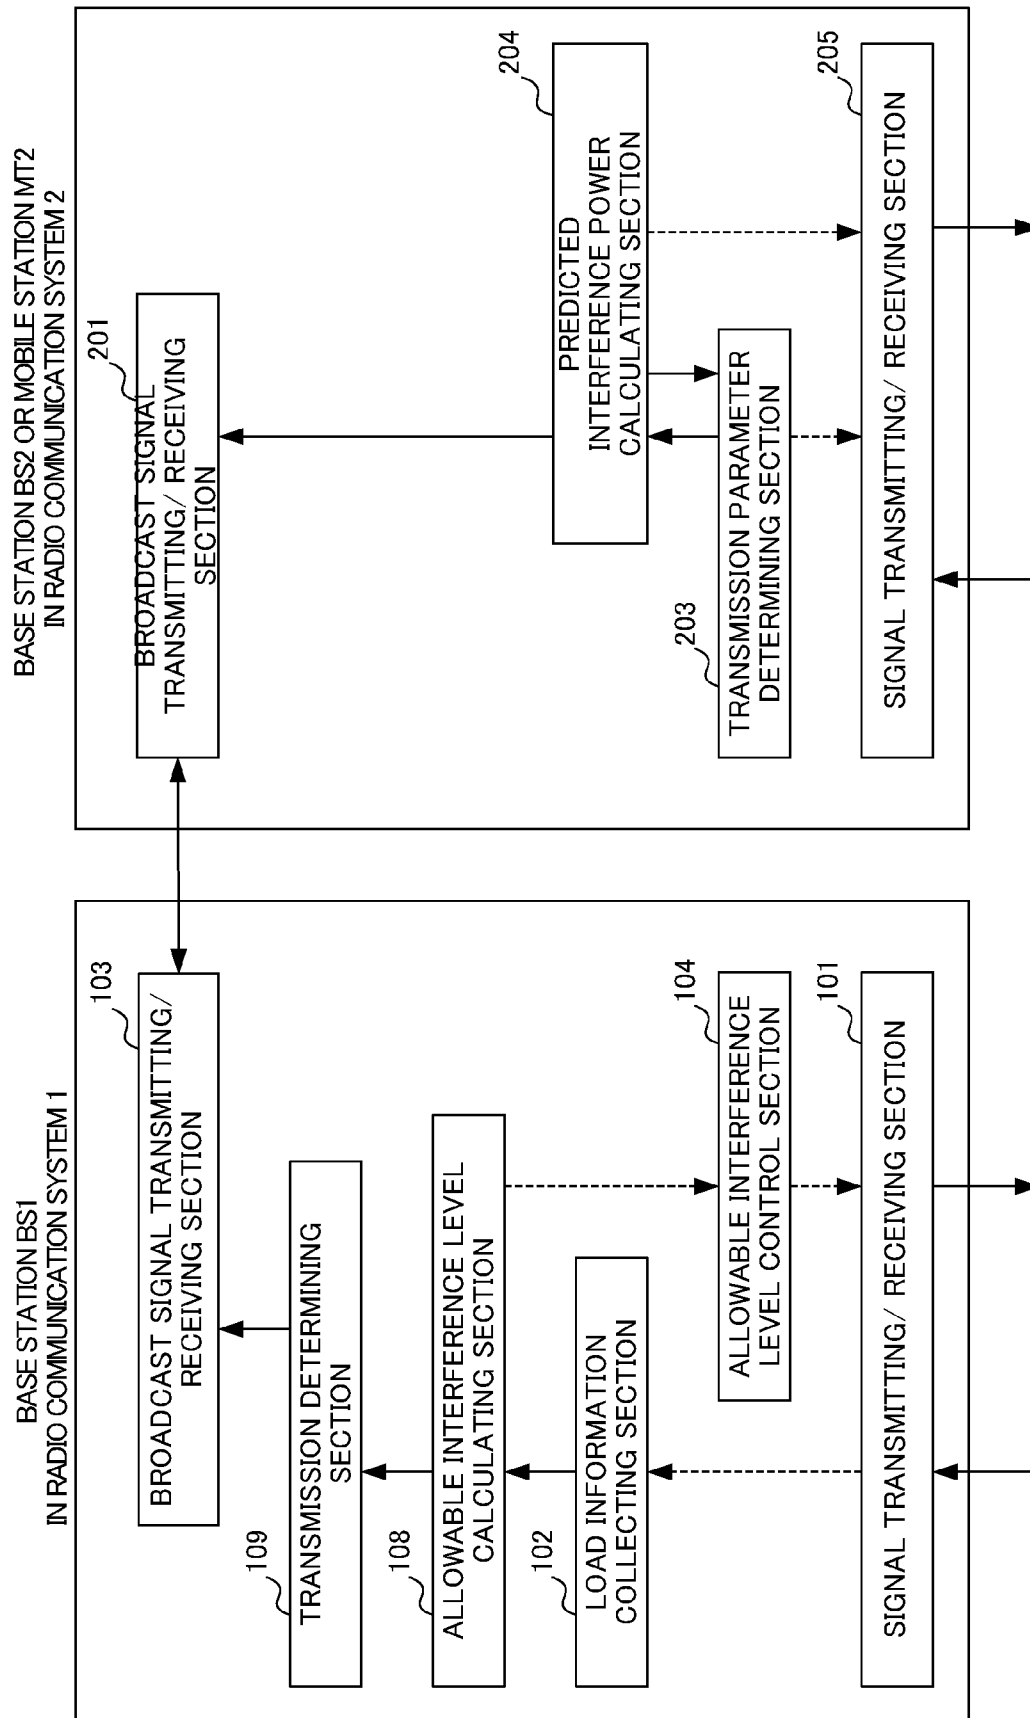 BASE STATION BS1
IN RADIO COMMUNICATION SYSTEM 1
103
BROADCAST SIGNAL TRANSMITTING/
RECEIVING SECTION
109
TRANSMISSION DETERMINING
SECTION
108
ALLOWABLE INTERFERENCE LEVEL
CALCULATING SECTION
102
LOAD INFORMATION
COLLECTING SECTION
104
ALLOWABLE INTERFERENCE
LEVEL CONTROL SECTION
101
SIGNAL TRANSMITTING/ RECEIVING SECTION
BASE STATION BS2 OR MOBILE STATION MT2
IN RADIO COMMUNICATION SYSTEM 2
201
BROADCAST SIGNAL
TRANSMITTING/ RECEIVING
SECTION
204
PREDICTED
INTERFERENCE POWER
CALCULATING SECTION
203
TRANSMISSION PARAMETER
DETERMINING SECTION
205
SIGNAL TRANSMITTING/ RECEIVING SECTION